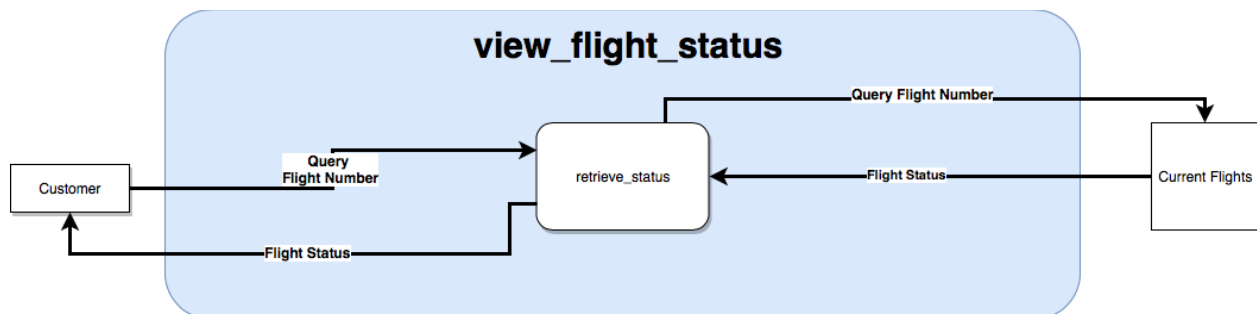 view_flight_status
Query Flight Number
Query
Flight Number
Customer
retrieve_status
Flight Status
Current Flights
Flight Status